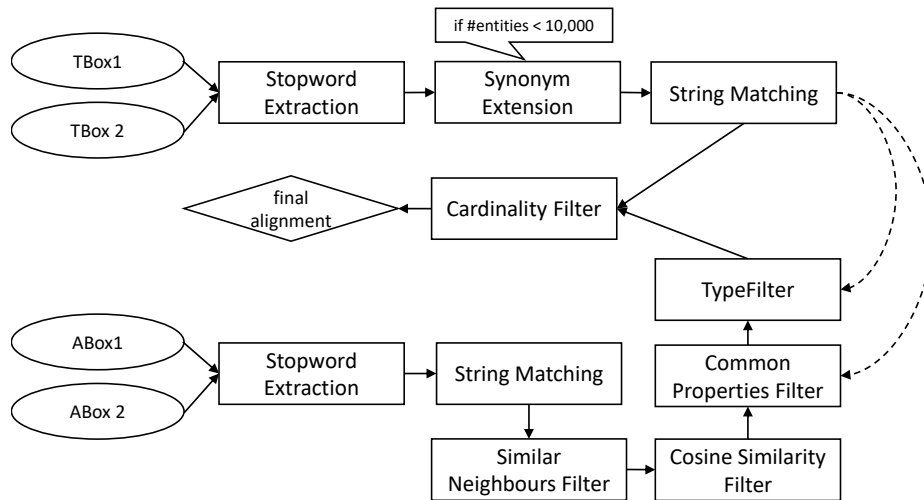 if #entities < 10,000
TBox1
TBox 2
Stopword
Extraction
Synonym
Extension
String Matching
final
alignment
Cardinality Filter
TypeFilter
ABox1
ABox 2
Stopword
Extraction
String Matching
Common
Properties Filter
Similar
Neighbours Filter
Cosine Similarity
Filter